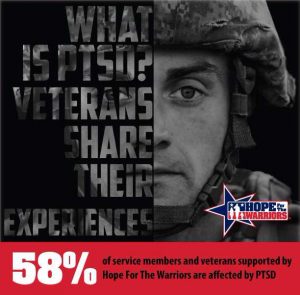 WHAT
IS PTSD?
VETERANS
SHARE
THEIR
EXPERIENCES
HOPE FOR THE
WARRIORS
58% of service members and veterans supported by
Hope For The Warriors are affected by PTSD